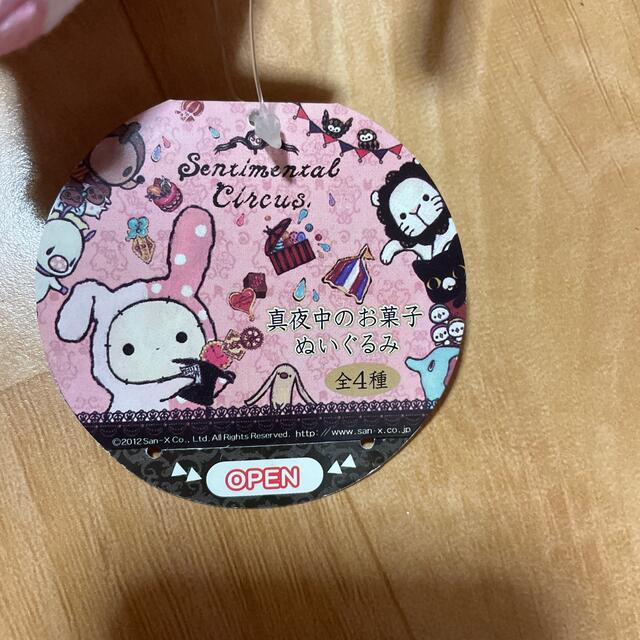 Sentimental
Circus.
真夜中のお菓子
ぬいぐるみ
全4種
©2012 San-X Co., Ltd. All Rights Reserved. http://www.san-x.co.jp
OPEN